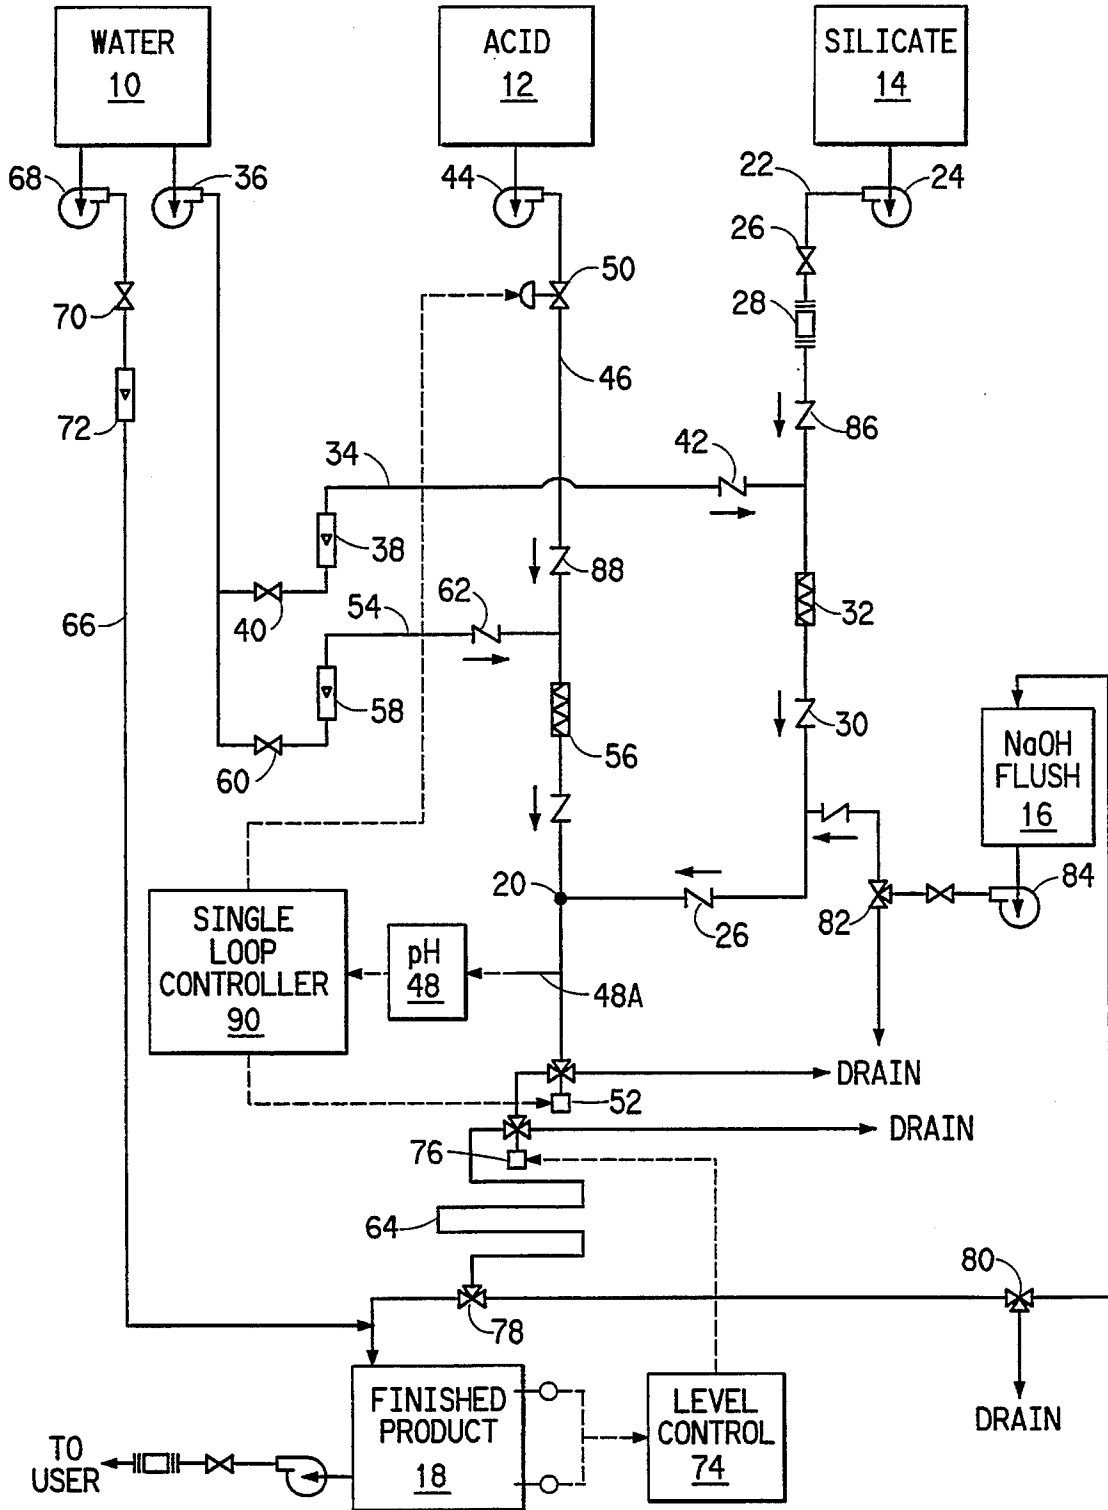 WATER
10
ACID
12
SILICATE
14
68
36
44
22
24
26
50
70
28
46
72
86
34
42
38
88
62
32
66
40
54
58
30
60
56
NaOH
FLUSH
16
20
82
84
26
SINGLE
LOOP
CONTROLLER
90
pH
48
48A
DRAIN
52
DRAIN
76
64
80
78
FINISHED
PRODUCT
18
LEVEL
CONTROL
74
DRAIN
TO
USER